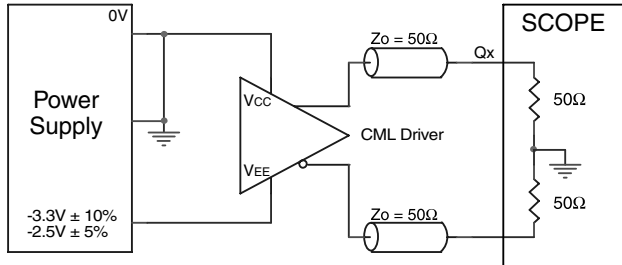 0V
Power
Supply
-3.3V ± 10%
-2.5V ± 5%
VCC
VEE
CML Driver
Zo = 50Ω
Qx
Zo = 50Ω
SCOPE
50Ω
50Ω